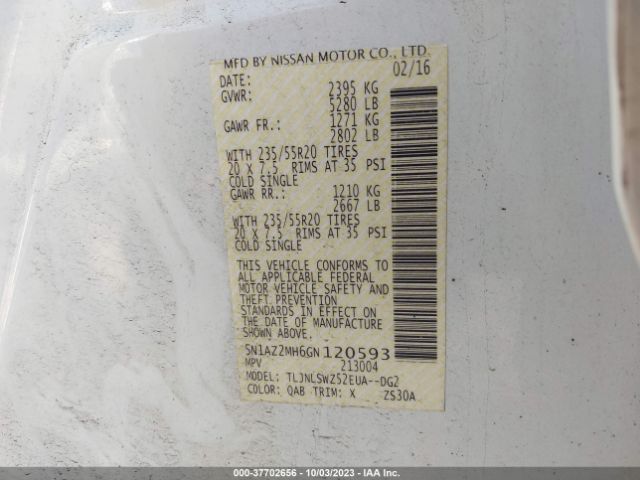 MFD BY NISSAN MOTOR CO., LTD.
DATE: 02/16
GVWR: 2395 KG
5280 LB
GAWR FR.: 1271 KG
2802 LB
WITH 235/55R20 TIRES
20 X 7.5 RIMS AT 35 PSI
COLD SINGLE
GAWR RR.: 1210 KG
2667 LB
WITH 235/55R20 TIRES
20 X 7.5 RIMS AT 35 PSI
COLD SINGLE
THIS VEHICLE CONFORMS TO
ALL APPLICABLE FEDERAL
MOTOR VEHICLE SAFETY AND
THEFT PREVENTION
STANDARDS IN EFFECT ON
THE DATE OF MANUFACTURE
SHOWN ABOVE.
5N1AZ2MH6GN120593
MPV 213004
MODEL: TLJNLSWZ52EUA--DG2
COLOR: QAB TRIM: X ZS30A
000-37702656 - 10/03/2023 - IAA Inc.